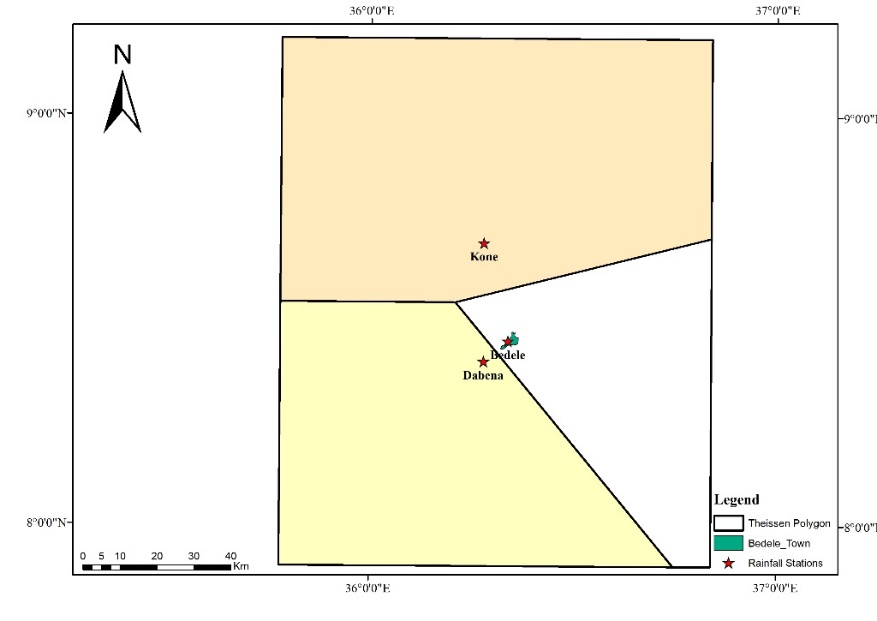 36°0'0"E 37°0'0"E
N
9°0'0"N 9°0'0"
Kone
Bedele
Dabena
Legend
Theissen Polygon
8°0'0"N 8°0'0"
Bedele_Town
0 5 10 20 30 40
Km
Rainfall Stations
36°0'0"E 37°0'0"E